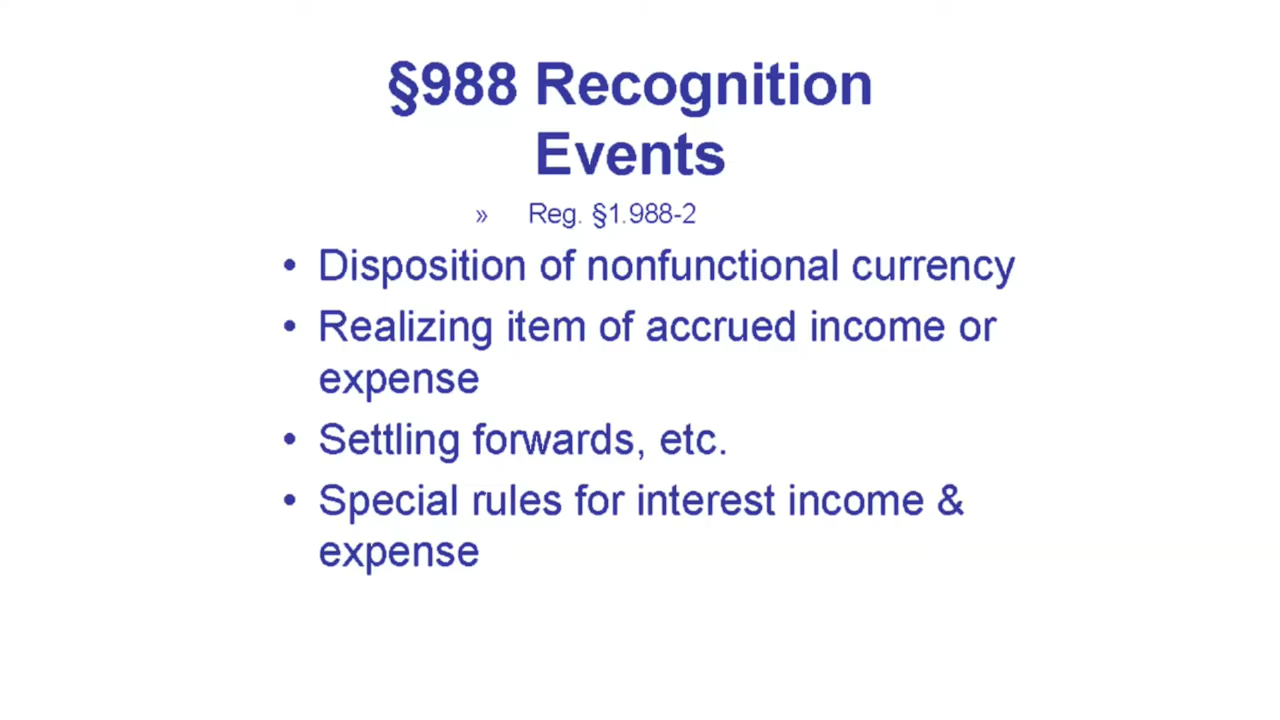 §988 Recognition
Events
» Reg. §1.988-2
• Disposition of nonfunctional currency
• Realizing item of accrued income or
expense
• Settling forwards, etc.
• Special rules for interest income &
expense